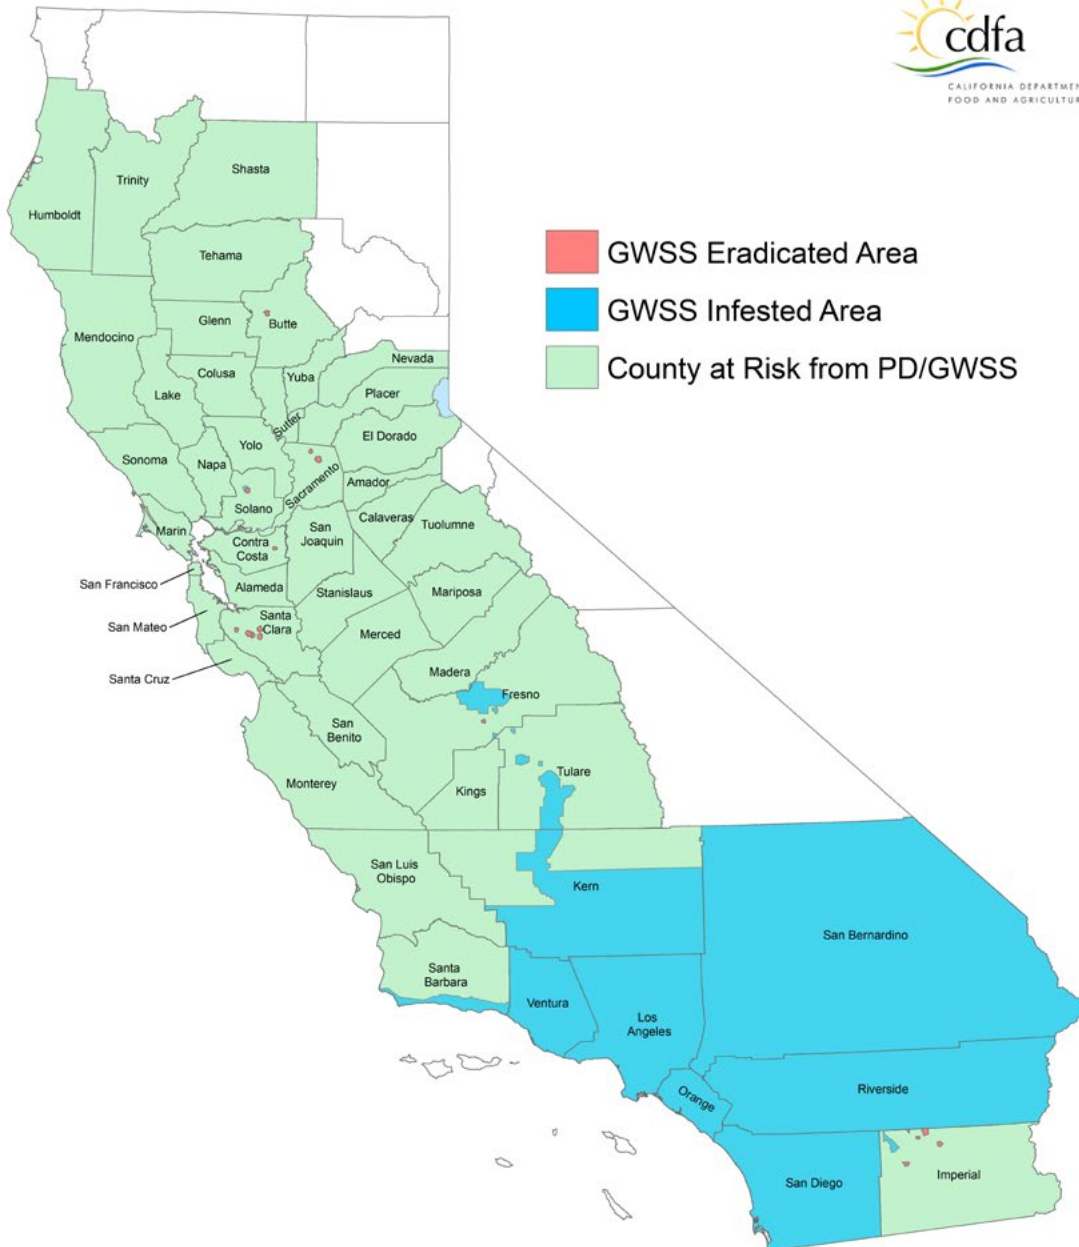 cdfa
CALIFORNIA DEPARTMEN
FOOD AND AGRICULTUR
GWSS Eradicated Area
GWSS Infested Area
County at Risk from PD/GWSS
Shasta
Trinity
Humboldt
Tehama
Glenn
Butte
Mendocino
Nevada
Colusa
Yuba
Lake
Placer
Sutter
El Dorado
Yolo
Sonoma
Napa
Sacramento
Amador
Solano
Calaveras
Tuolumne
Marin
San
Joaquin
Contra
Costa
San Francisco
Alameda
Stanislaus
Mariposa
San Mateo
Santa
Clara
Merced
Santa Cruz
Madera
Fresno
San
Benito
Monterey
Kings
Tulare
San Luis
Obispo
Kern
San Bernardino
Santa
Barbara
Ventura
Los
Angeles
Orange
Riverside
San Diego
Imperial